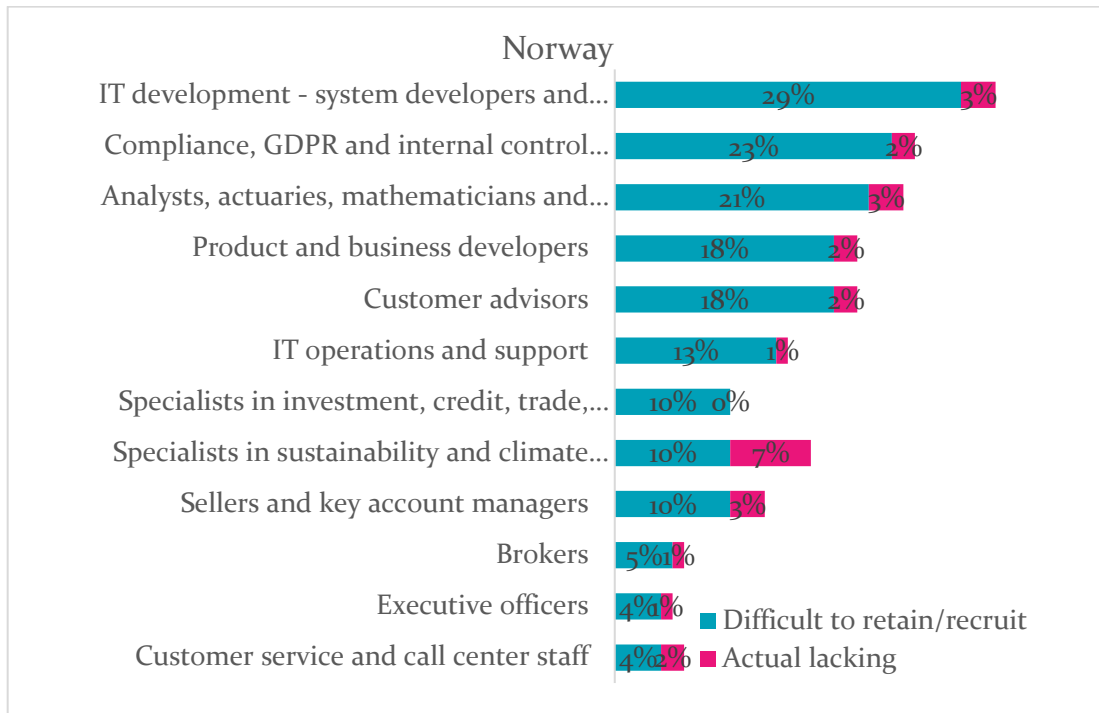 Norway
IT development - system developers and... 29% 3%
Compliance, GDPR and internal control... 23% 2%
Analysts, actuaries, mathematicians and... 21% 3%
Product and business developers 18% 2%
Customer advisors 18% 2%
IT operations and support 13% 1%
Specialists in investment, credit, trade,... 10% 0%
Specialists in sustainability and climate... 10% 7%
Sellers and key account managers 10% 3%
Brokers 5% 1%
Executive officers 4% 1%
Difficult to retain/recruit
Customer service and call center staff 4% 2%
Actual lacking